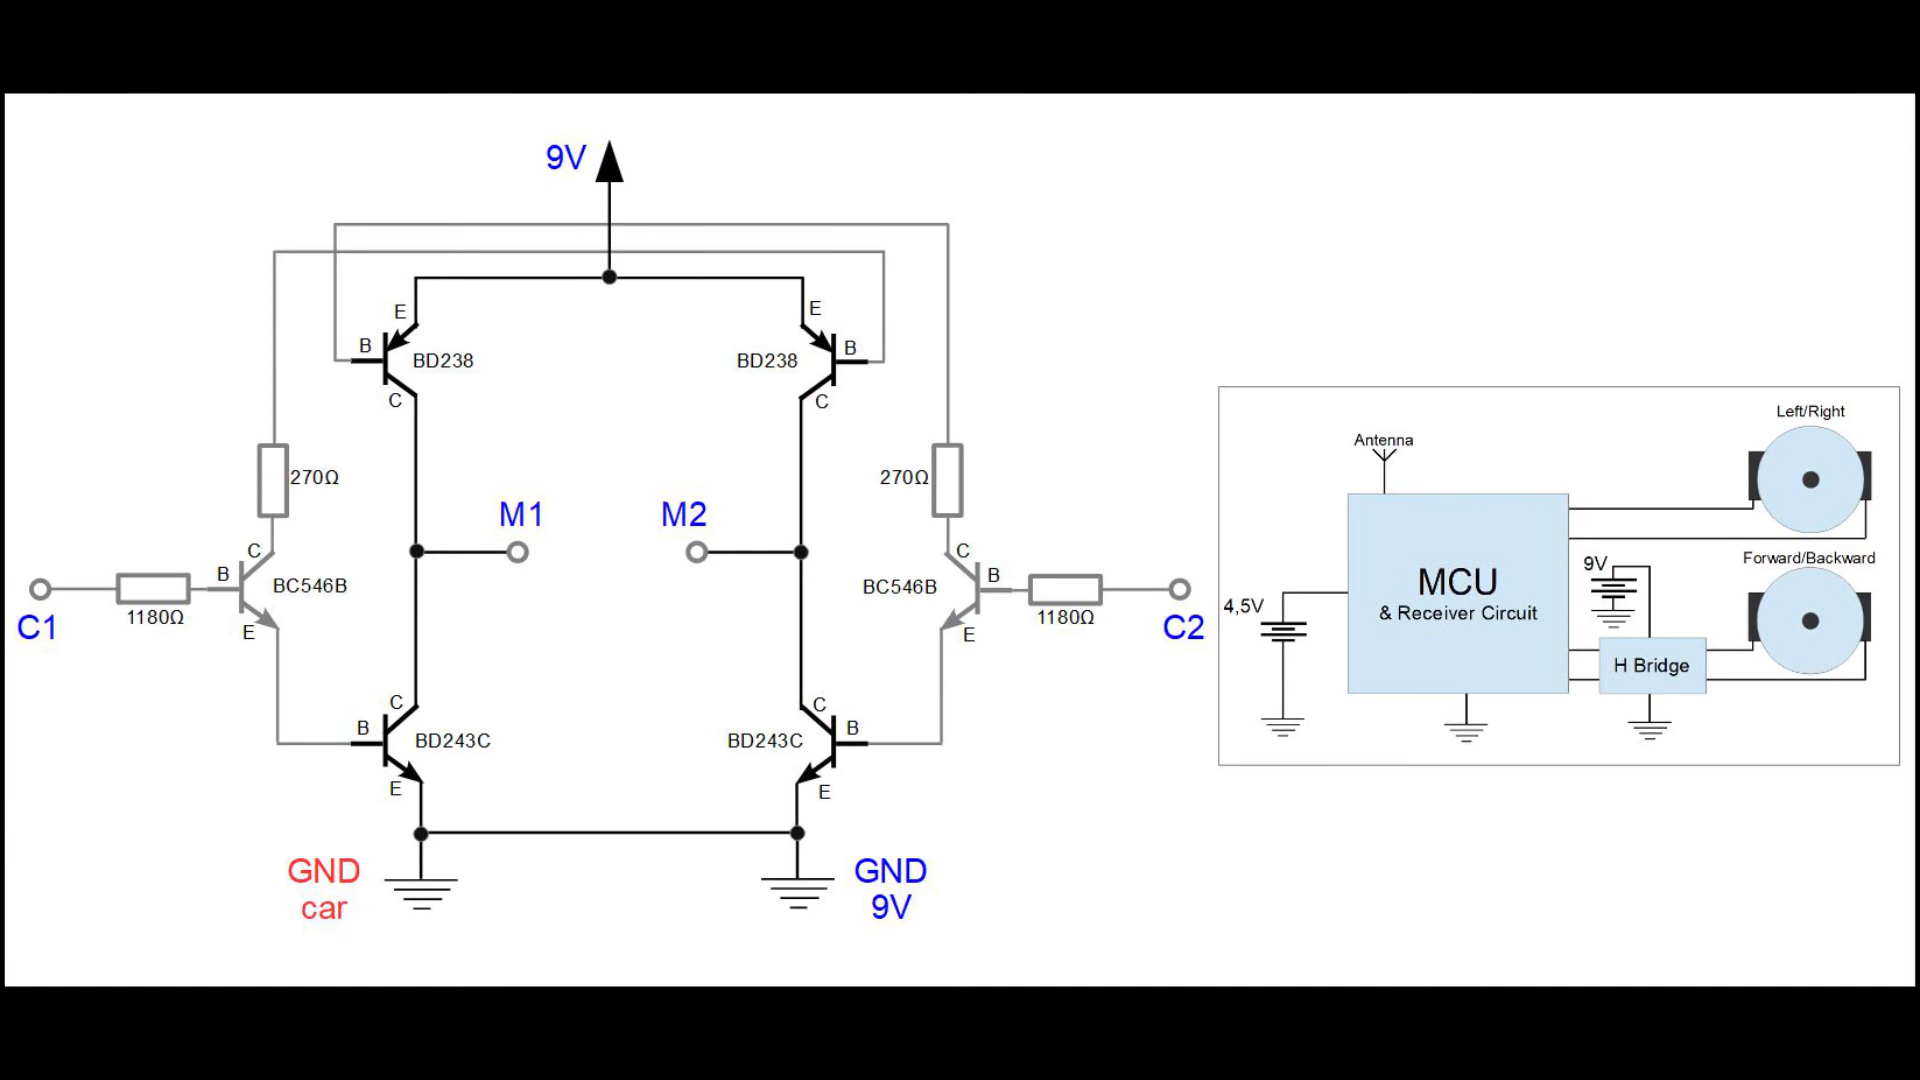 9V
E
B
BD238
C
E
BD238
B
C
270Ω
M1
M2
270Ω
C
B
BC546B
1180Ω
C1
E
C
BC546B
B
1180Ω
E
C2
C
B
BD243C
E
C
BD243C
B
E
GND
car
GND
9V
Left/Right
Antenna
Forward/Backward
9V
4,5V
MCU
& Receiver Circuit
H Bridge